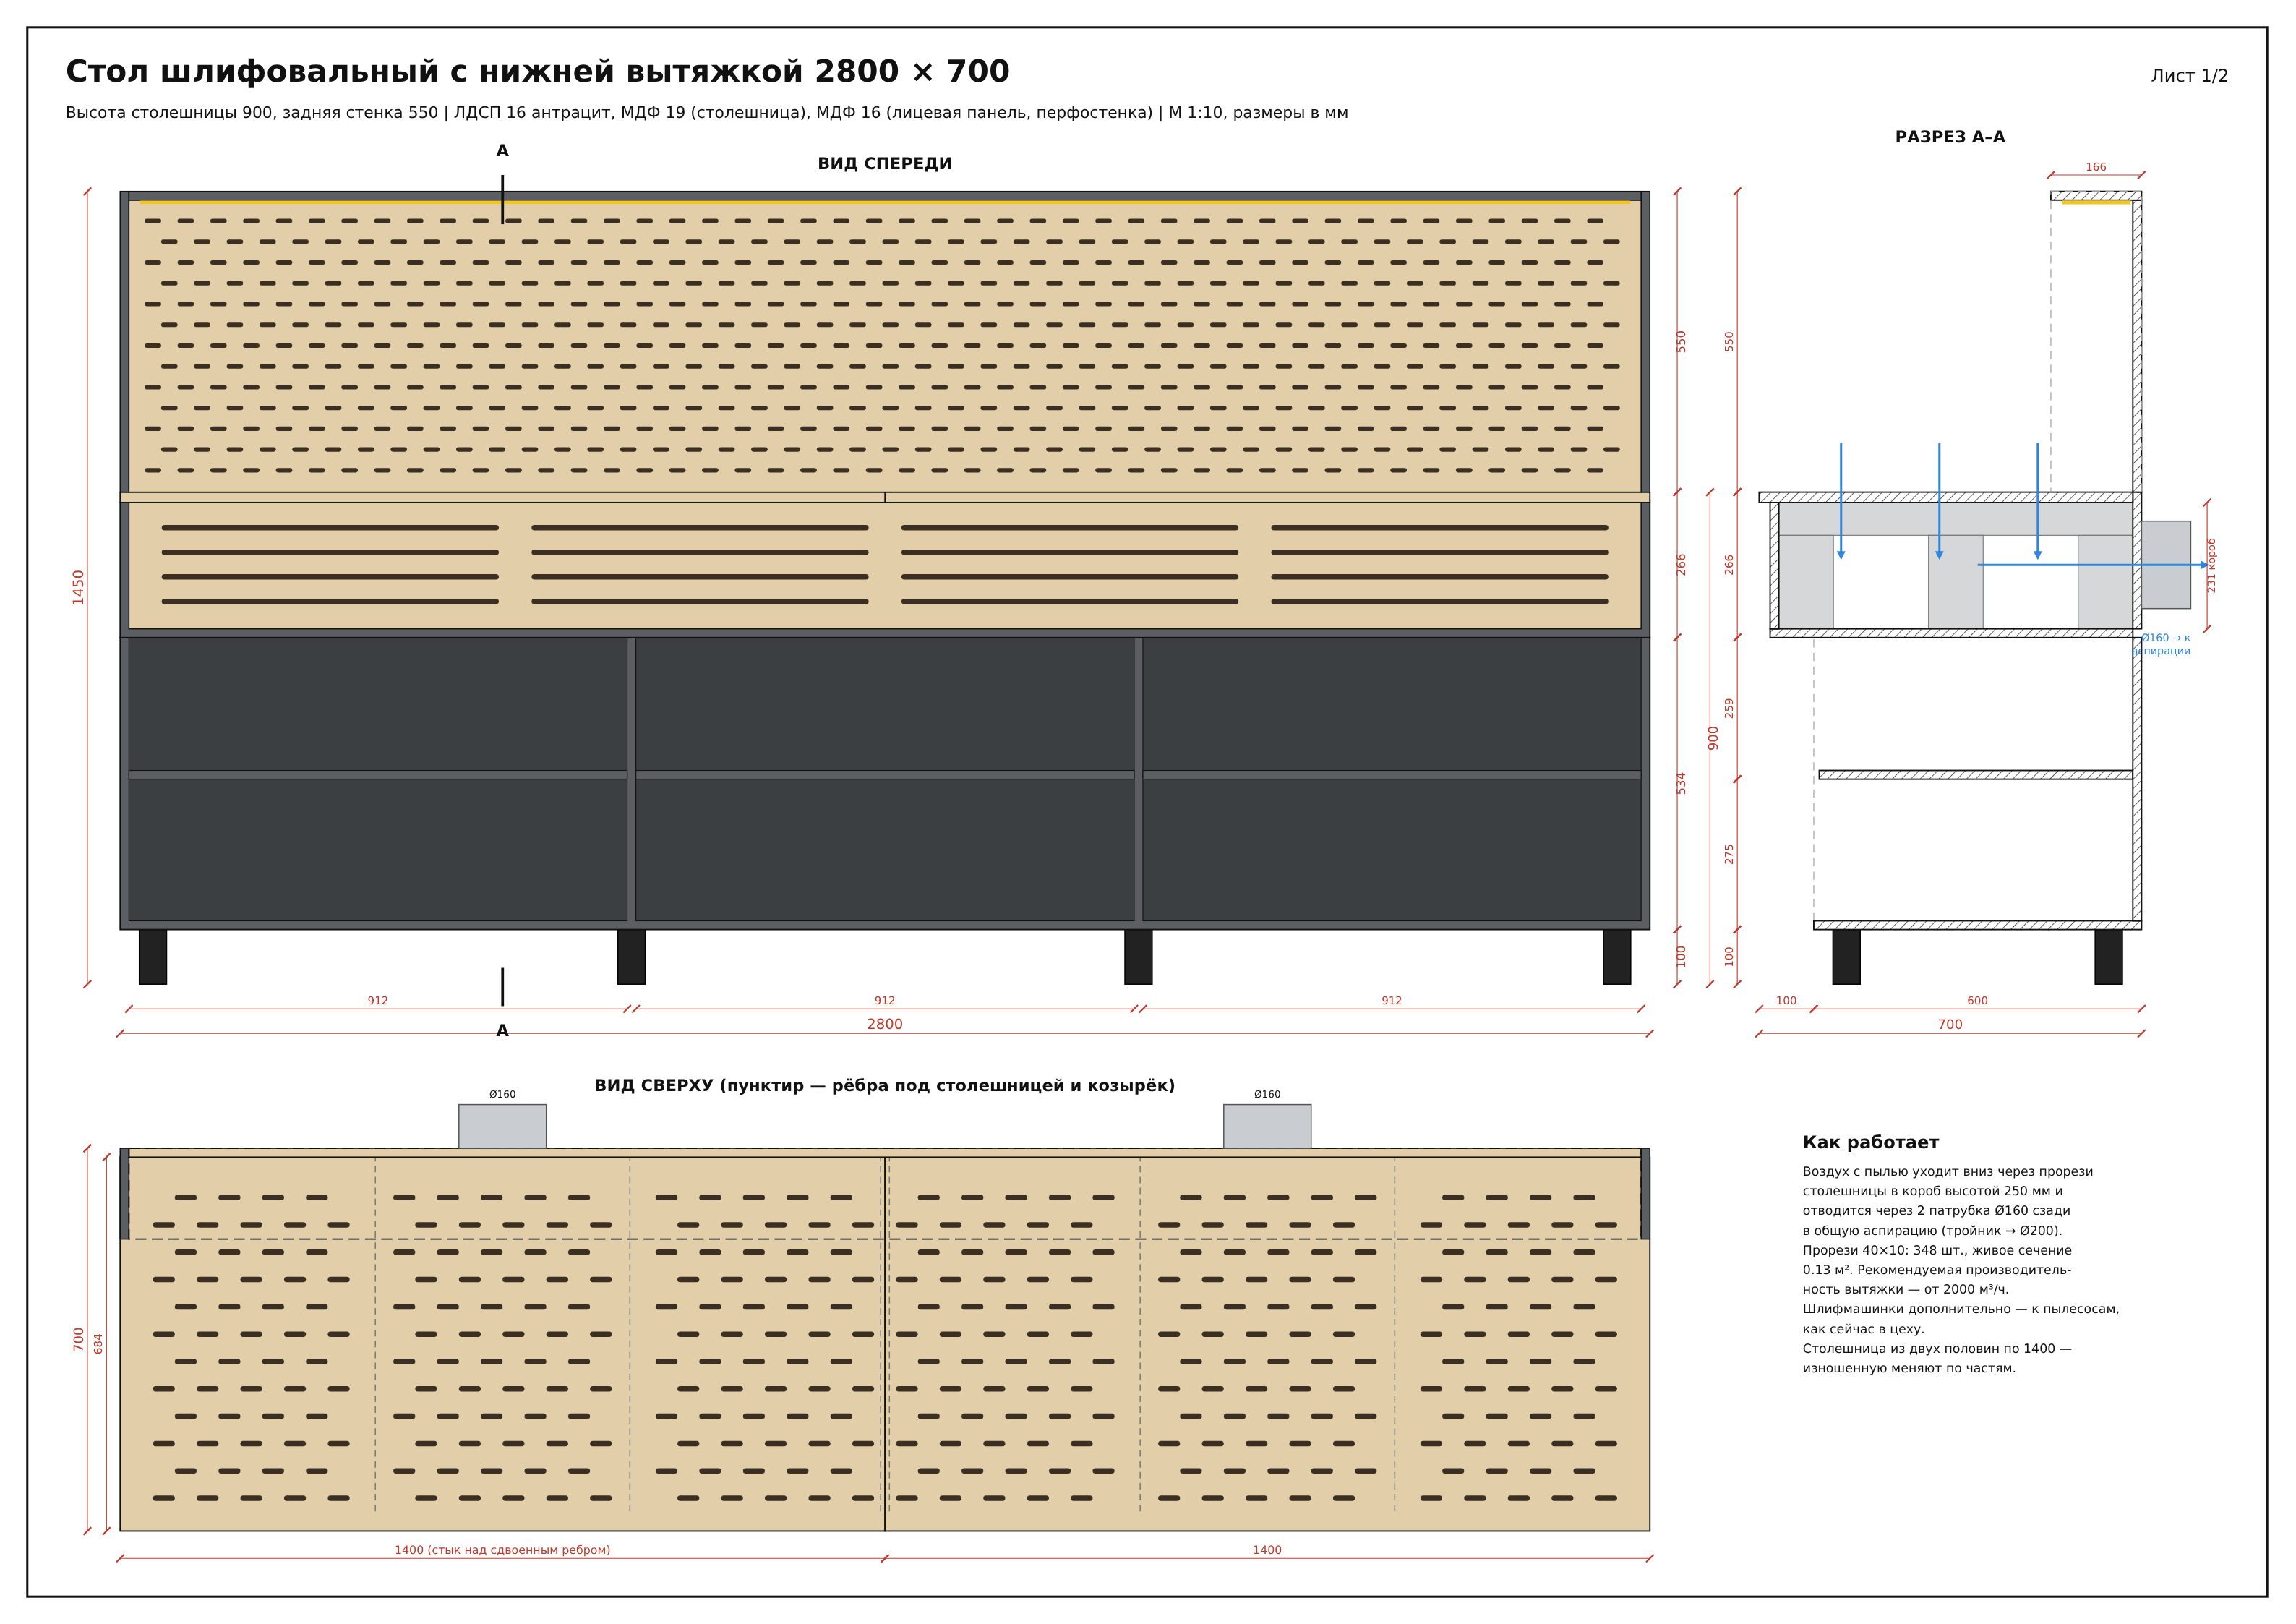 Стол шлифовальный с нижней вытяжкой 2800 × 700
Лист 1/2
Высота столешницы 900, задняя стенка 550 | ЛДСП 16 антрацит, МДФ 19 (столешница), МДФ 16 (лицевая панель, перфостенка) | М 1:10, размеры в мм
РАЗРЕЗ А–А
А
ВИД СПЕРЕДИ
166
550
550
1450
266
266
231 короб
Ø160 → к
аспирации
259
900
534
275
100
100
912
912
912
100
600
А
2800
700
ВИД СВЕРХУ (пунктир — рёбра под столешницей и козырёк)
Ø160
Ø160
700
684
1400 (стык над сдвоенным ребром)
1400
Как работает
Воздух с пылью уходит вниз через прорези
столешницы в короб высотой 250 мм и
отводится через 2 патрубка Ø160 сзади
в общую аспирацию (тройник → Ø200).
Прорези 40×10: 348 шт., живое сечение
0.13 м². Рекомендуемая производитель-
ность вытяжки — от 2000 м³/ч.
Шлифмашинки дополнительно — к пылесосам,
как сейчас в цеху.
Столешница из двух половин по 1400 —
изношенную меняют по частям.